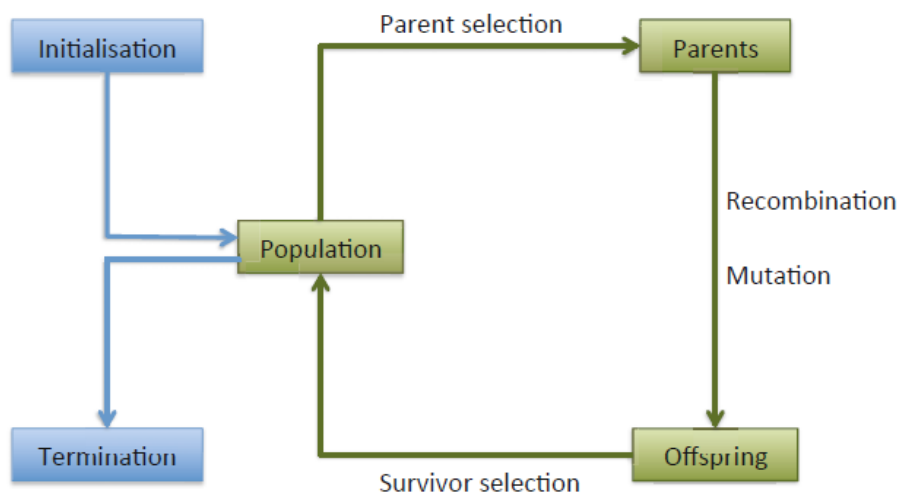 Parent selection
Initialisation
Parents
Recombination
Population
Mutation
Termination
Offspring
Survivor selection